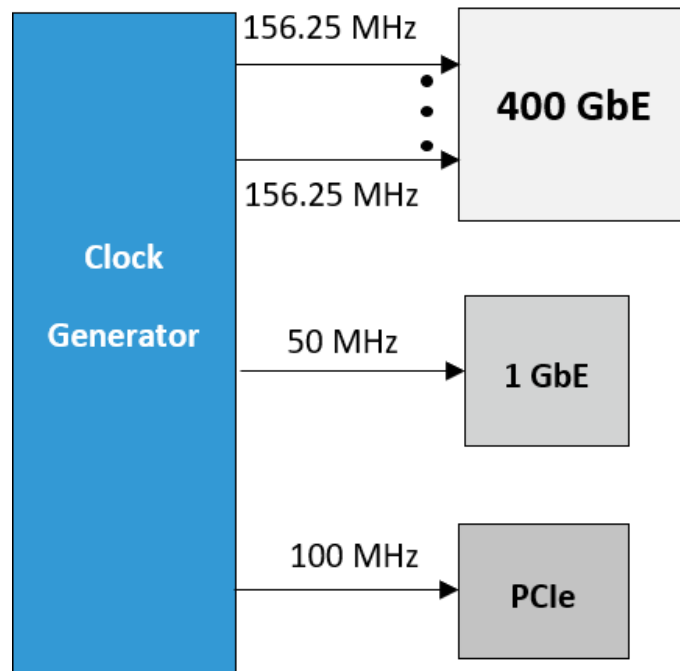 156.25 MHz
400 GbE
156.25 MHz
Clock
Generator
50 MHz
1 GbE
100 MHz
PCIe